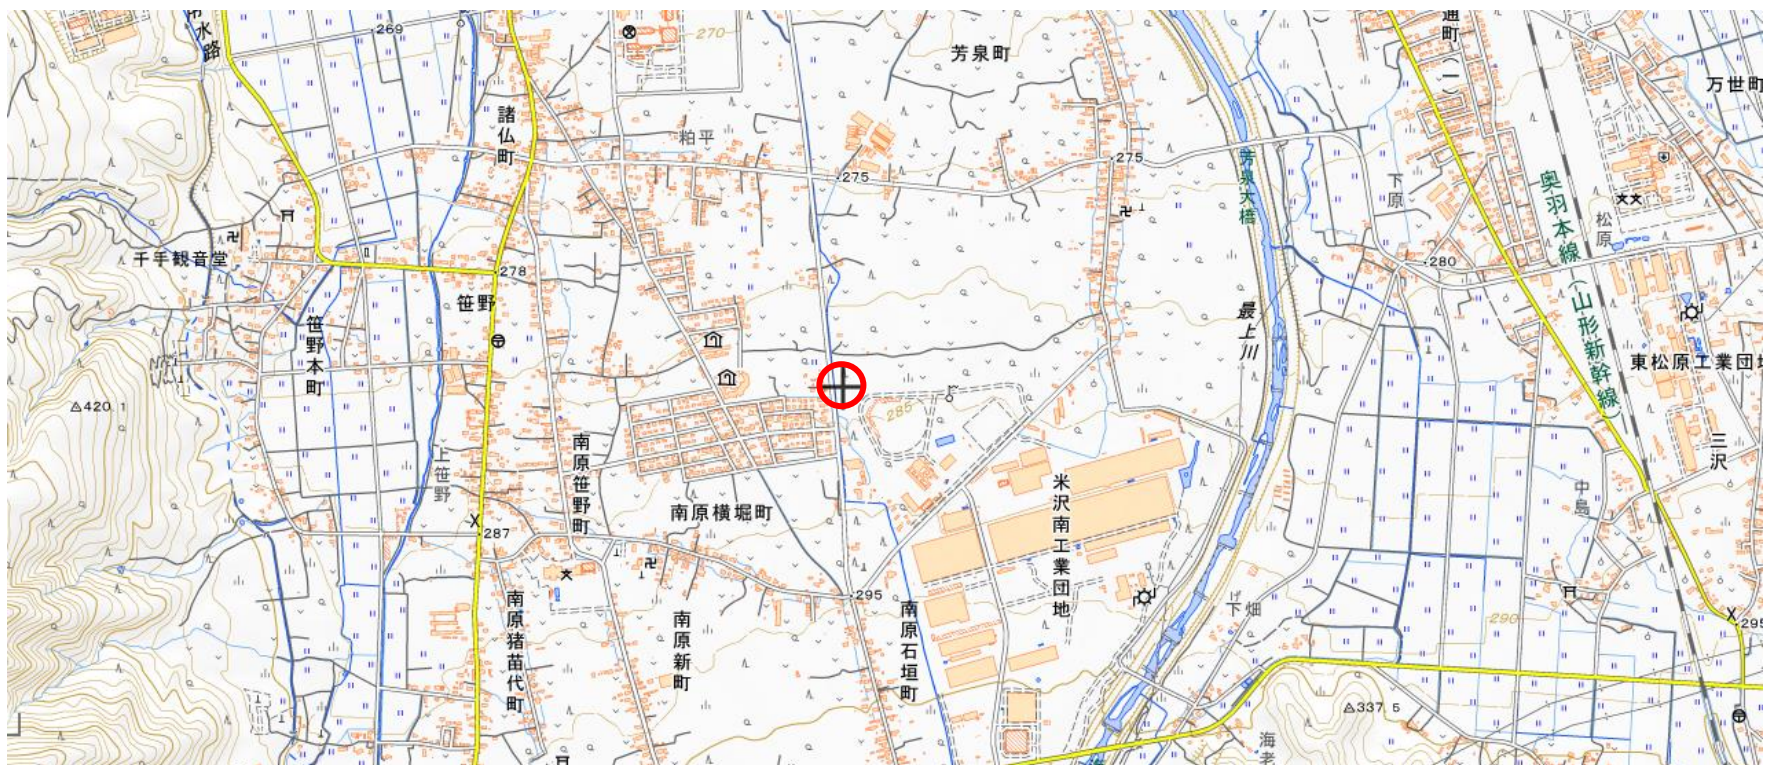 水路
269
270
芳泉町
通町(一)
万世町
諸仏町
粕平
275
275
芳泉大橋
下原
奥羽本線(山形新幹線)
松原
千手観音堂
278
280
笹野
笹野本町
最上川
東松原工業団地
420.1
285
上笹野
南原笹野町
三沢
南原横堀町
米沢南工業団地
中島
287
295
南原猪苗代町
南原新町
南原石垣町
げ
下畑
290
295
337.5
海老